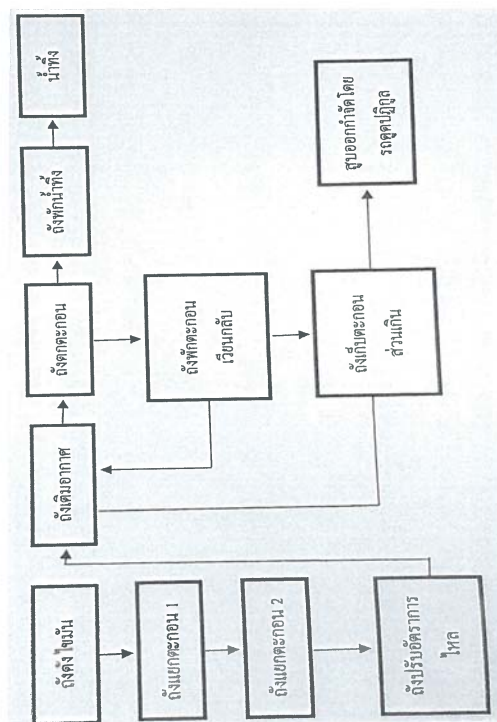 ถังดักไขมัน
ถังแยกตะกอน 1
ถังแยกตะกอน 2
ถังปรับอัตราการ
ไหล
ถังเติมอากาศ
ถังตกตะกอน
ถังพักน้ำทิ้ง
น้ำทิ้ง
ถังพักตะกอน
เวียนกลับ
ถังเก็บตะกอน
ส่วนเกิน
สูบออกกำจัดโดย
รถดูดปฏิกูล